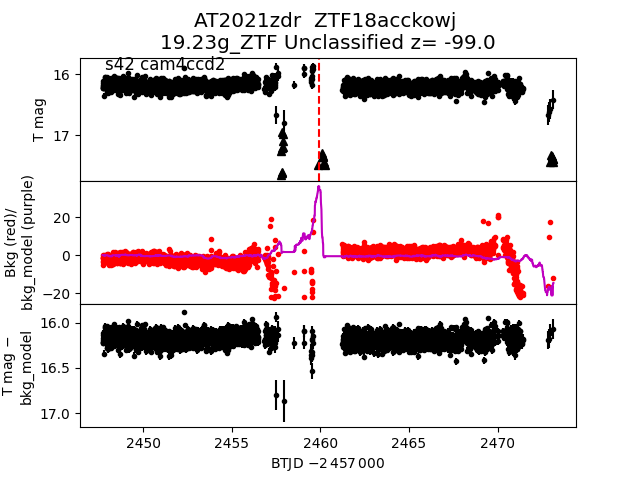 AT2021zdr  ZTF18acckowj
19.23g_ZTF Unclassified z= -99.0
s42 cam4ccd2
16
17
T mag
20
0
−20
Bkg (red)/
bkg_model (purple)
16.0
16.5
17.0
T mag −
bkg_model
2450
2455
2460
2465
2470
BTJD −2 457 000